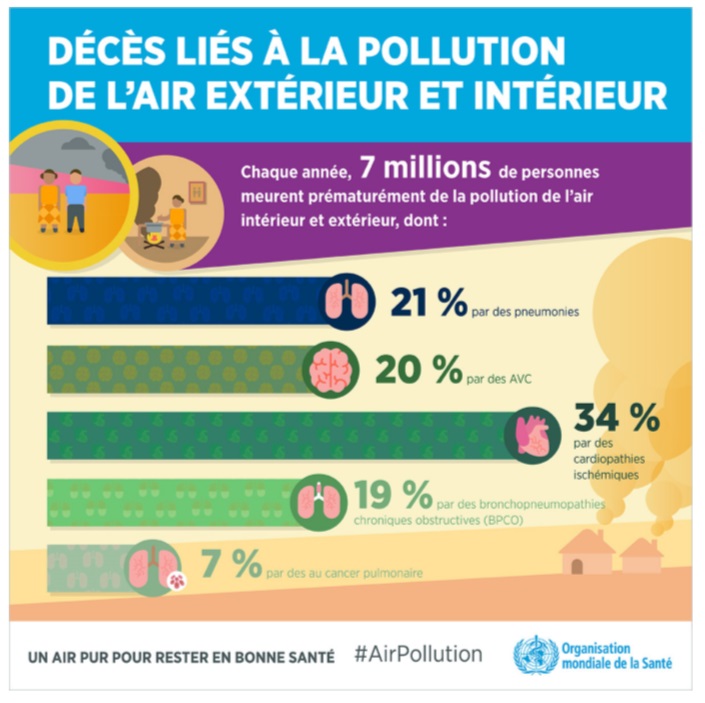 DÉCÈS LIÉS À LA POLLUTION
DE L'AIR EXTÉRIEUR ET INTÉRIEUR
Chaque année, 7 millions de personnes
meurent prématurément de la pollution de l'air
intérieur et extérieur, dont :
21 % par des pneumonies
20 % par des AVC
34 %
par des
cardiopathies
ischémiques
19 % par des bronchopneumopathies
chroniques obstructives (BPCO)
7 % par des au cancer pulmonaire
UN AIR PUR POUR RESTER EN BONNE SANTÉ #AirPollution
Organisation
mondiale de la Santé